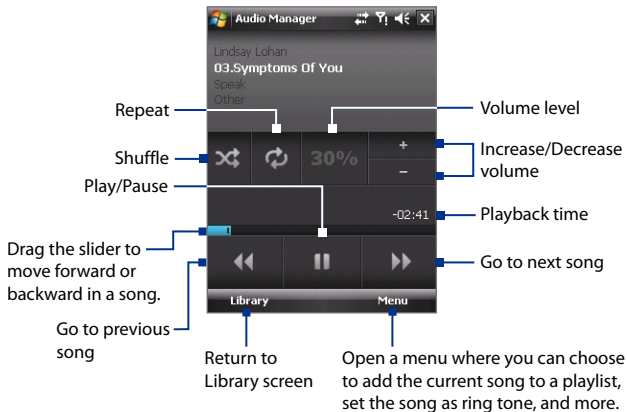 Audio Manager
Lindsay Lohan
03.Symptoms Of You
Speak
Other
Repeat
Volume level
Shuffle
30%
+
Increase/Decrease
volume
-
Play/Pause
-02:41
Playback time
Drag the slider to
move forward or
backward in a song.
Go to next song
Library
Menu
Go to previous
song
Return to
Library screen
Open a menu where you can choose
to add the current song to a playlist,
set the song as ring tone, and more.